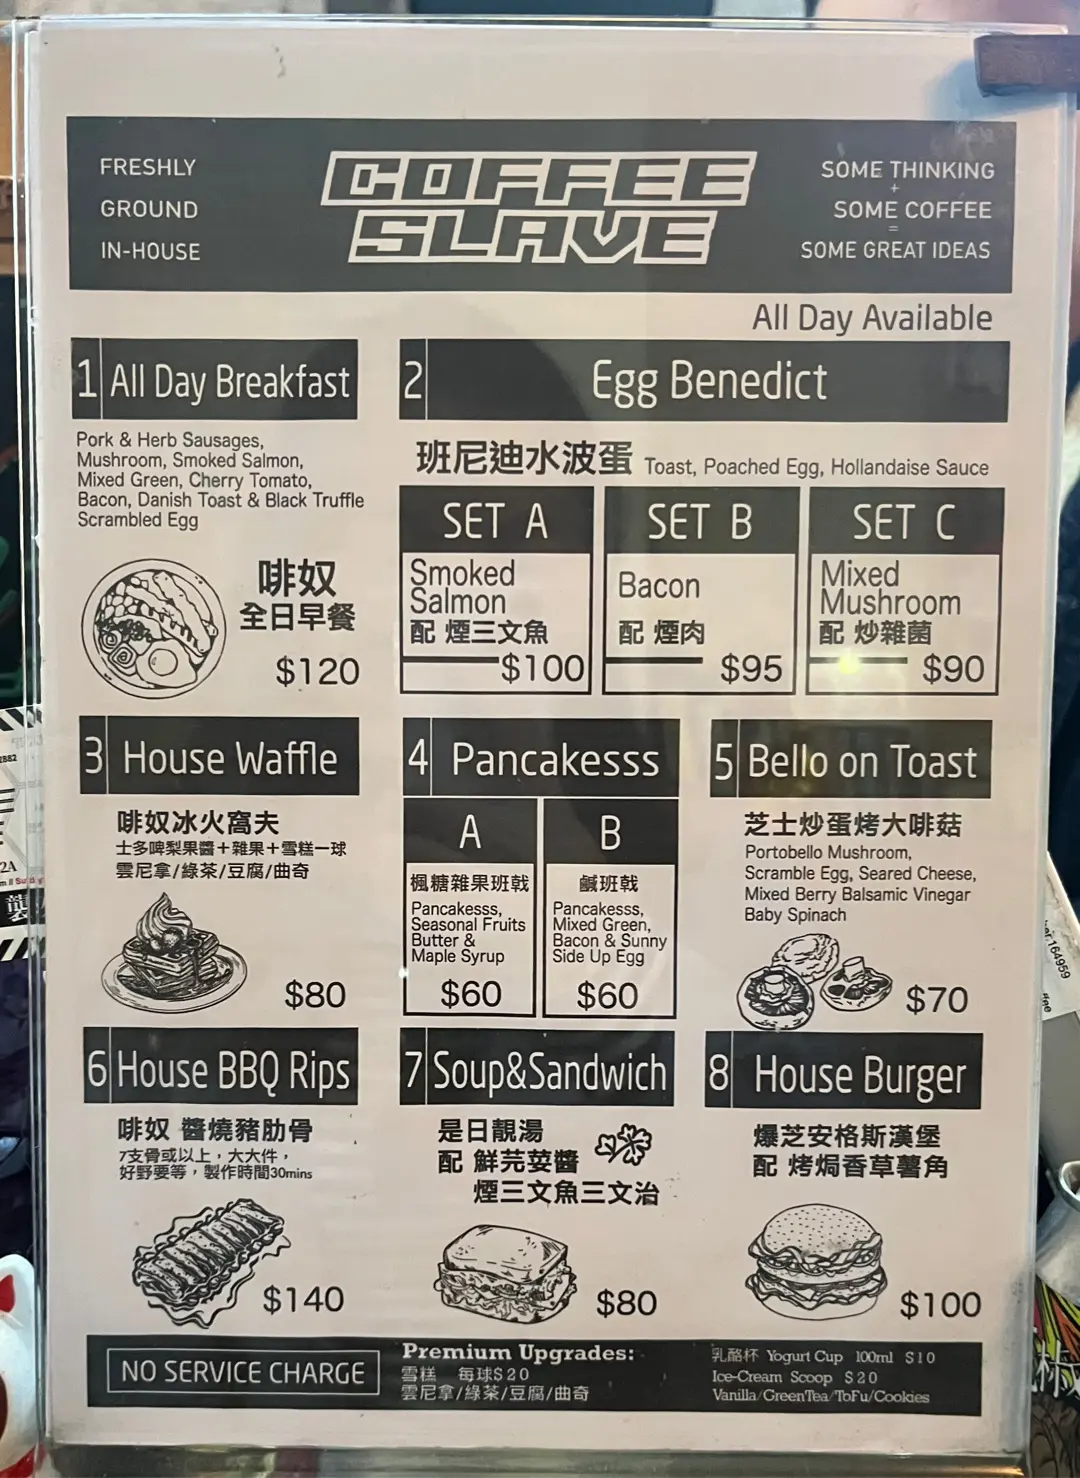 FRESHLY
GROUND
IN-HOUSE
COFFEE
SLAVE
SOME THINKING
+
SOME COFFEE
=
SOME GREAT IDEAS
All Day Available
1 All Day Breakfast
Pork & Herb Sausages,
Mushroom, Smoked Salmon,
Mixed Green, Cherry Tomato,
Bacon, Danish Toast & Black Truffle
Scrambled Egg
啡奴
全日早餐
$120
2 Egg Benedict
班尼迪水波蛋 Toast, Poached Egg, Hollandaise Sauce
SET A
Smoked
Salmon
配 煙三文魚
$100
SET B
Bacon
配 煙肉
$95
SET C
Mixed
Mushroom
配 炒雜菌
$90
3 House Waffle
啡奴冰火窩夫
士多啤梨果醬+雜果+雪糕一球
雲尼拿/綠茶/豆腐/曲奇
$80
4 Pancakesss
A
楓糖雜果班戟
Pancakesss,
Seasonal Fruits
Butter &
Maple Syrup
$60
B
鹹班戟
Pancakesss,
Mixed Green,
Bacon & Sunny
Side Up Egg
$60
5 Bello on Toast
芝士炒蛋烤大啡菇
Portobello Mushroom,
Scramble Egg, Seared Cheese,
Mixed Berry Balsamic Vinegar
Baby Spinach
$70
6 House BBQ Rips
啡奴 醬燒豬肋骨
7支骨或以上，大大件，
好野要等，製作時間30mins
$140
7 Soup&Sandwich
是日靚湯
配 鮮芫荽醬
煙三文魚三文治
$80
8 House Burger
爆芝安格斯漢堡
配 烤焗香草薯角
$100
NO SERVICE CHARGE
Premium Upgrades:
雪糕 每球$20
雲尼拿/綠茶/豆腐/曲奇
乳酪杯 Yogurt Cup 100ml $10
Ice-Cream Scoop $20
Vanilla/GreenTea/ToFu/Cookies
164959